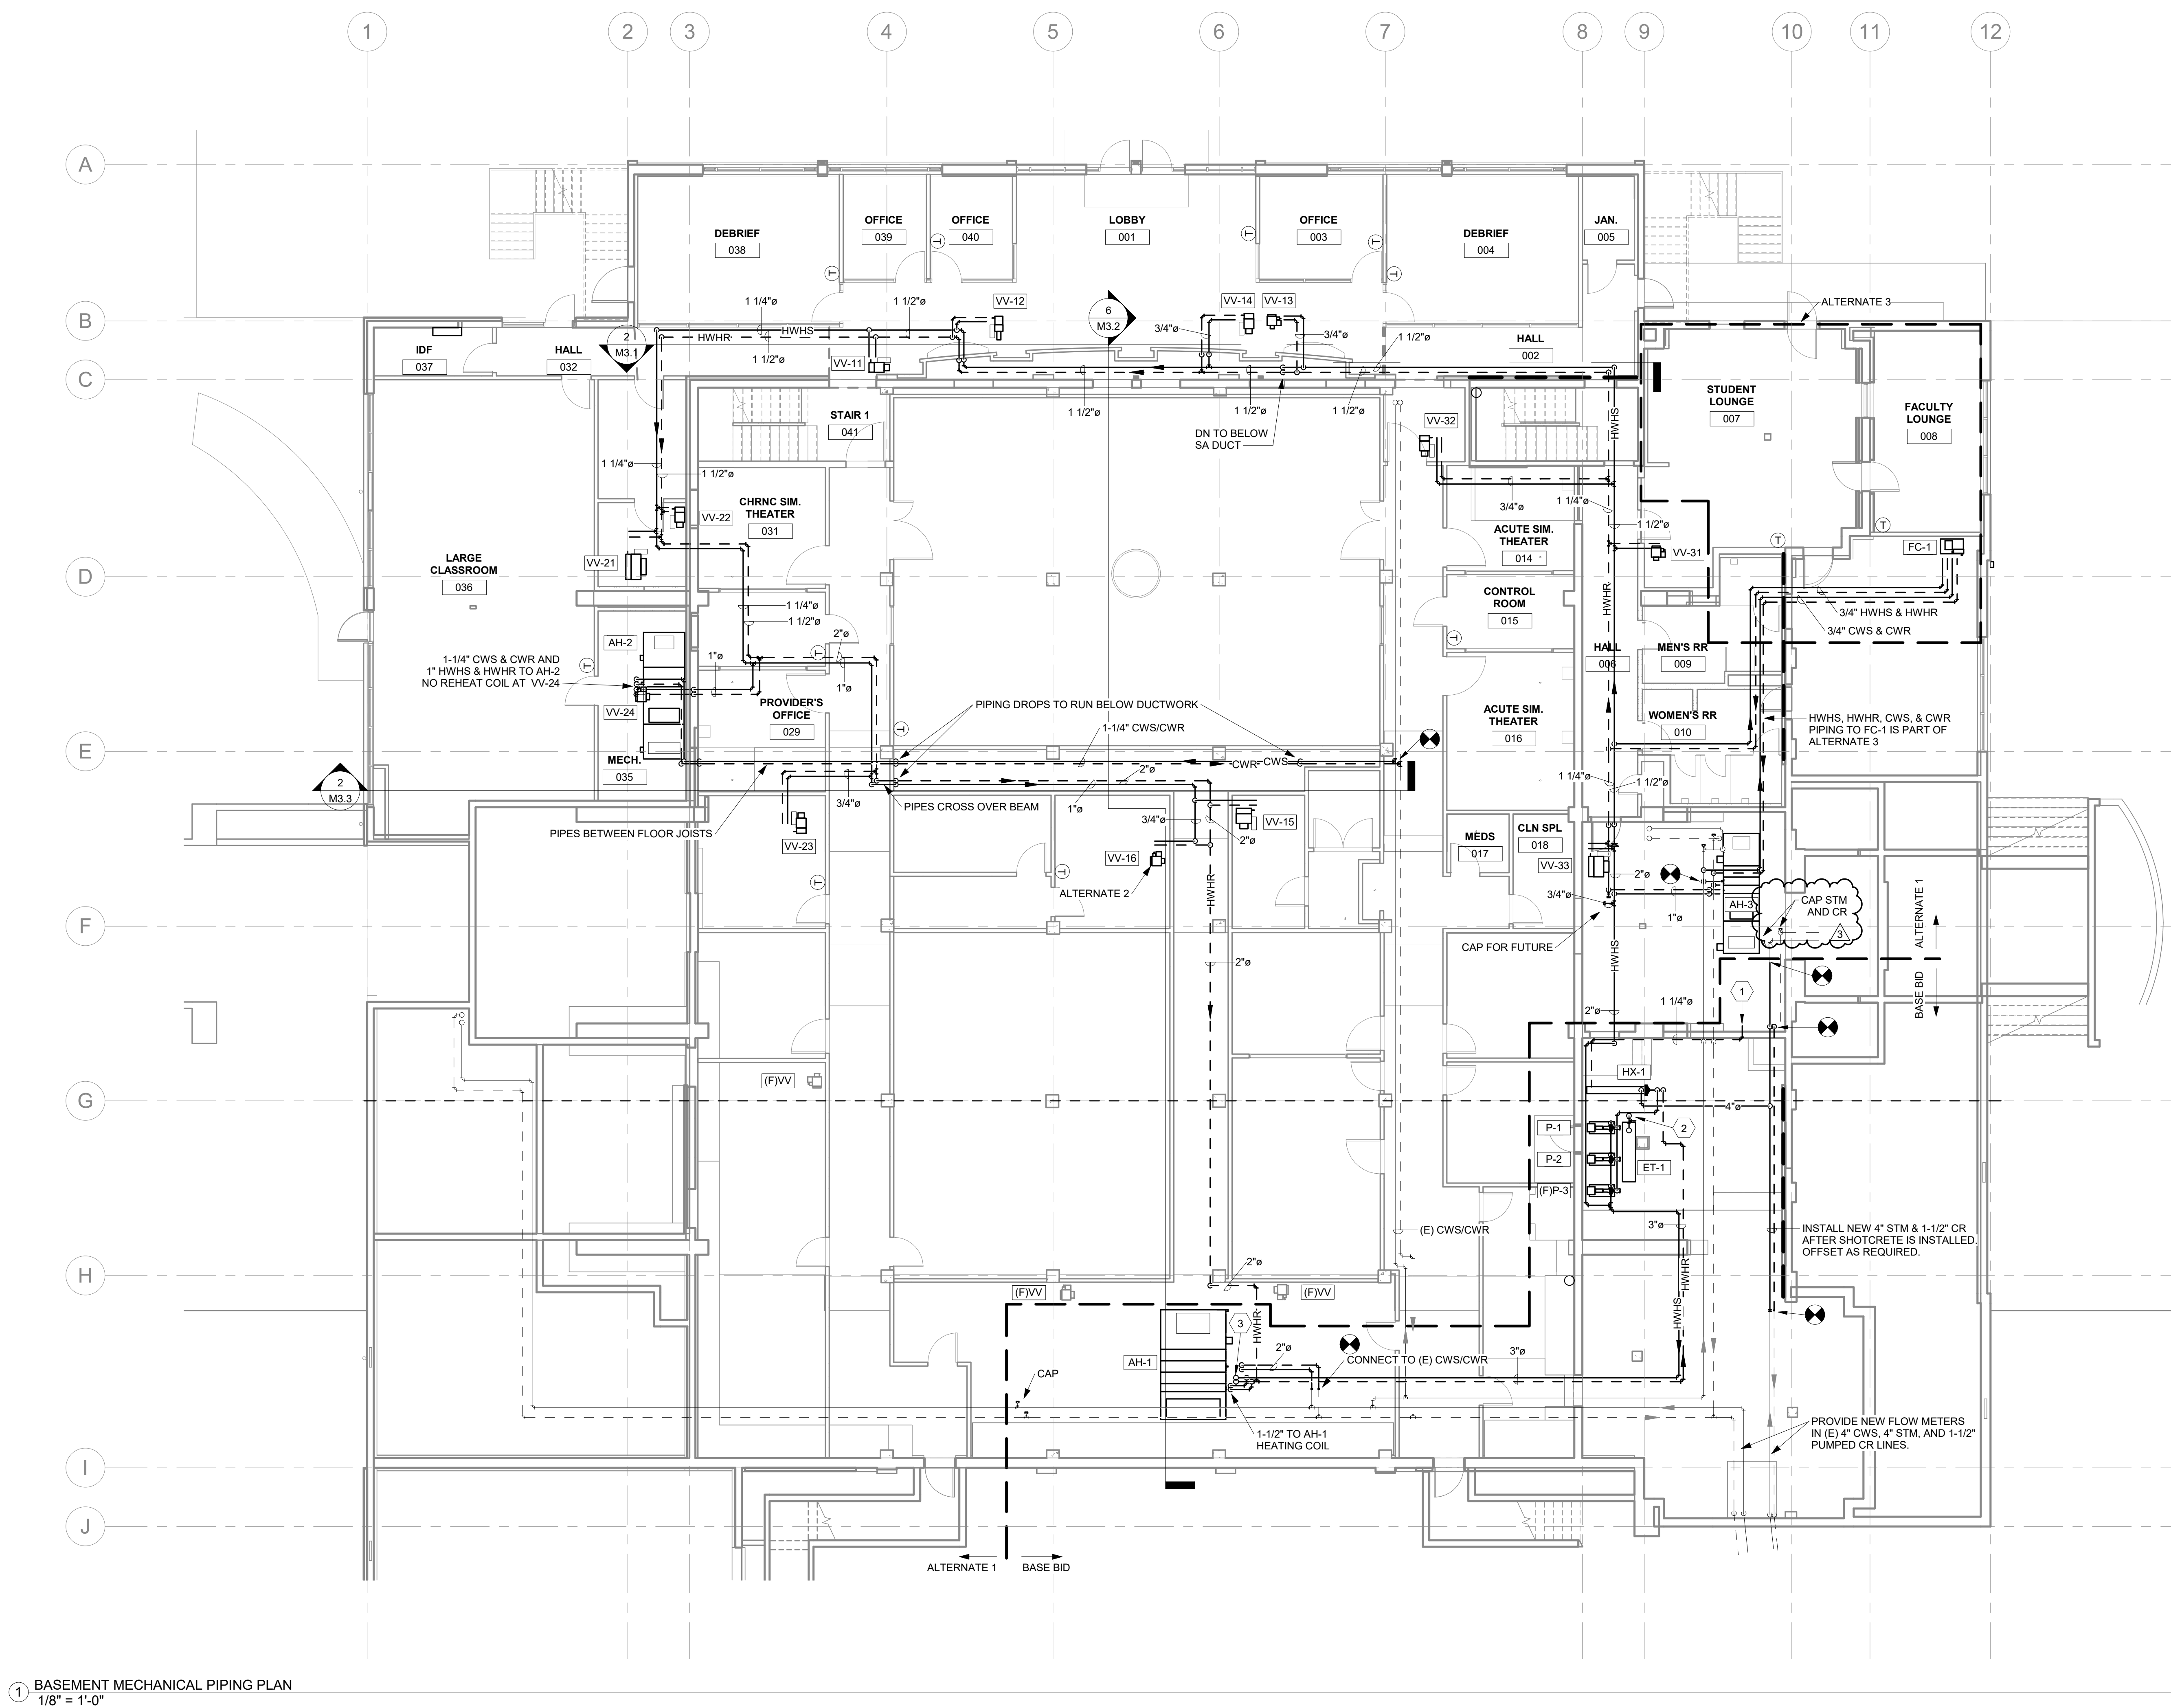 1
2
3
4
5
6
7
8
9
10
11
12
A
B
C
D
E
F
G
H
I
J
DEBRIEF
038
OFFICE
039
OFFICE
040
LOBBY
001
OFFICE
003
DEBRIEF
004
JAN.
005
T
T
T
T
T
1 1/4"ø
1 1/2"ø
VV-12
6
M3.2
VV-14
VV-13
ALTERNATE 3
HWHS
HWHR
3/4"ø
3/4"ø
1 1/2"ø
HALL
002
IDF
037
HALL
032
2
M3.1
1 1/2"ø
VV-11
STUDENT
LOUNGE
007
FACULTY
LOUNGE
008
STAIR 1
041
1 1/2"ø
1 1/2"ø
1 1/2"ø
DN TO BELOW
SA DUCT
VV-32
HWHS
1 1/4"ø
1 1/2"ø
CHRNC SIM.
THEATER
031
VV-22
3/4"ø
1 1/4"ø
1 1/2"ø
ACUTE SIM.
THEATER
014
VV-31
T
T
FC-1
LARGE
CLASSROOM
036
VV-21
CONTROL
ROOM
015
HWHR
1 1/4"ø
1 1/2"ø
2"ø
3/4" HWHS & HWHR
3/4" CWS & CWR
AH-2
1-1/4" CWS & CWR AND
1" HWHS & HWHR TO AH-2
NO REHEAT COIL AT  VV-24
T
1"ø
T
1"ø
T
HALL
006
MEN'S RR
009
VV-24
PROVIDER'S
OFFICE
029
PIPING DROPS TO RUN BELOW DUCTWORK
1-1/4" CWS/CWR
T
ACUTE SIM.
THEATER
016
WOMEN'S RR
010
HWHS, HWHR, CWS, & CWR
PIPING TO FC-1 IS PART OF
ALTERNATE 3
MECH.
035
CWR
CWS
2"ø
1"ø
2
M3.3
3/4"ø
PIPES CROSS OVER BEAM
PIPES BETWEEN FLOOR JOISTS
1 1/4"ø
1 1/2"ø
VV-23
3/4"ø
VV-15
2"ø
VV-16
ALTERNATE 2
T
T
MEDS
017
CLN SPL
018
VV-33
2"ø
3/4"ø
1"ø
AH-3
CAP STM
AND CR
3
HWHR
CAP FOR FUTURE
HWHS
ALTERNATE 1
BASE BID
2"ø
1
1 1/4"ø
2"ø
HX-1
(F)VV
4"ø
P-1
2
P-2
ET-1
(F)P-3
3"ø
(E) CWS/CWR
INSTALL NEW 4" STM & 1-1/2" CR
AFTER SHOTCRETE IS INSTALLED.
OFFSET AS REQUIRED.
2"ø
HWHR
(F)VV
(F)VV
HWHS
HWHR
3
AH-1
2"ø
CONNECT TO (E) CWS/CWR
3"ø
CAP
1-1/2" TO AH-1
HEATING COIL
PROVIDE NEW FLOW METERS
IN (E) 4" CWS, 4" STM, AND 1-1/2"
PUMPED CR LINES.
ALTERNATE 1
BASE BID
1
BASEMENT MECHANICAL PIPING PLAN
1/8" = 1'-0"